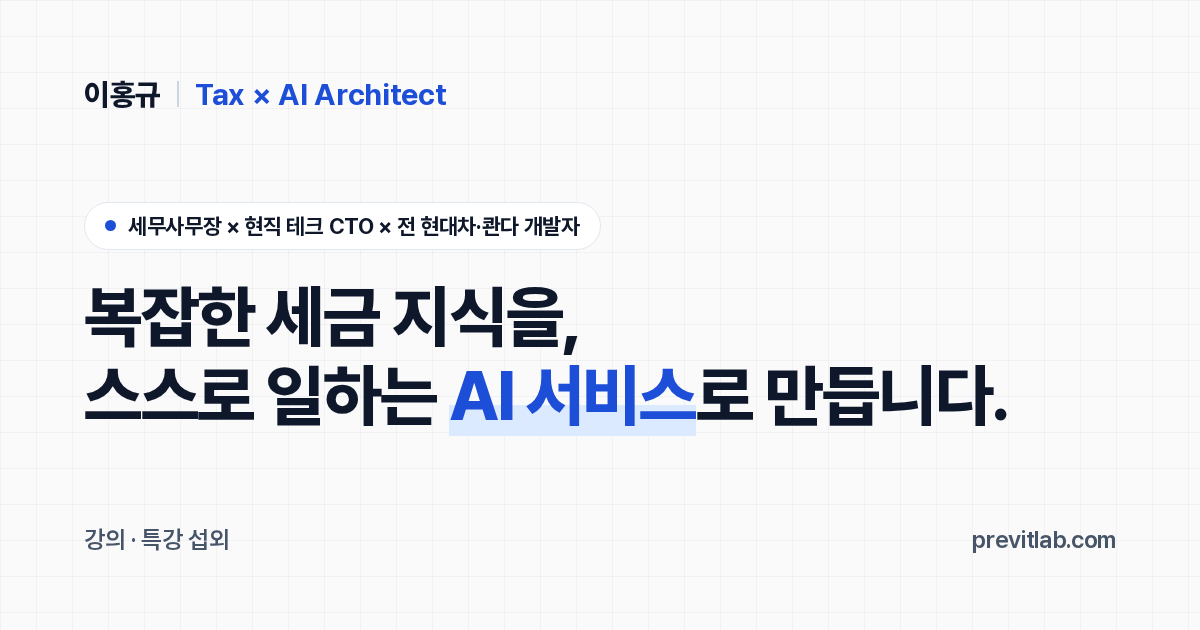 이홍규 | Tax × AI Architect
세무사무장 × 현직 테크 CTO × 전 현대차·콴다 개발자
복잡한 세금 지식을,
스스로 일하는 AI 서비스로 만듭니다.
강의 · 특강 섭외
previtlab.com